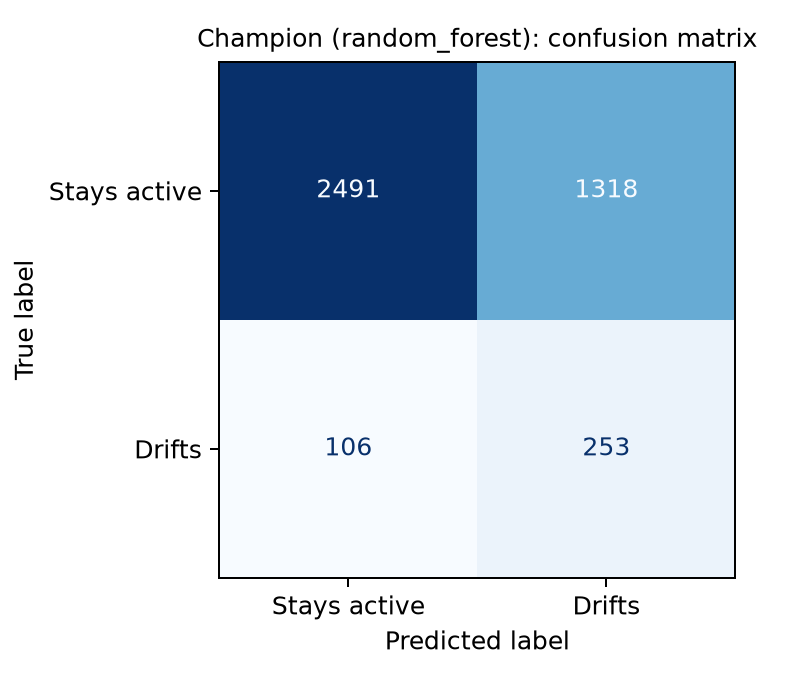 Champion (random_forest): confusion matrix
True label
Stays active
2491
1318
Drifts
106
253
Stays active
Drifts
Predicted label